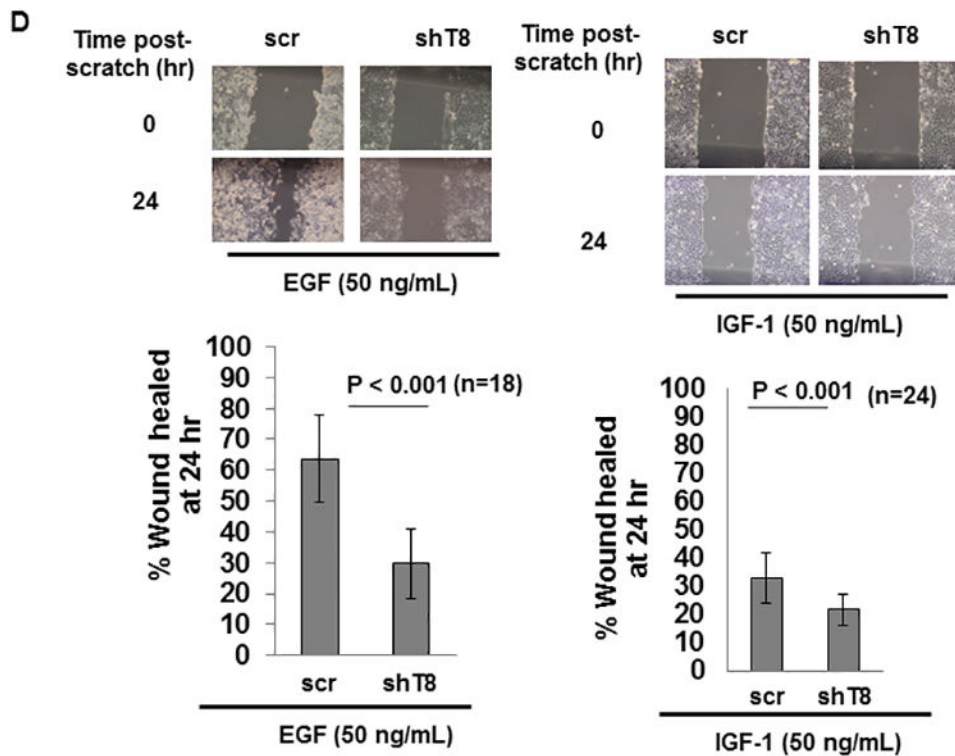 D
Time post-
scratch (hr)
scr
shT8
0
24
EGF (50 ng/mL)
scr
shT8
0
24
IGF-1 (50 ng/mL)
% Wound healed
at 24 hr
100
90
80
70
60
50
40
30
20
10
0
P < 0.001 (n=18)
scr
shT8
EGF (50 ng/mL)
Time post-
scratch (hr)
% Wound healed
at 24 hr
100
90
80
70
60
50
40
30
20
10
0
P < 0.001 (n=24)
scr
shT8
IGF-1 (50 ng/mL)